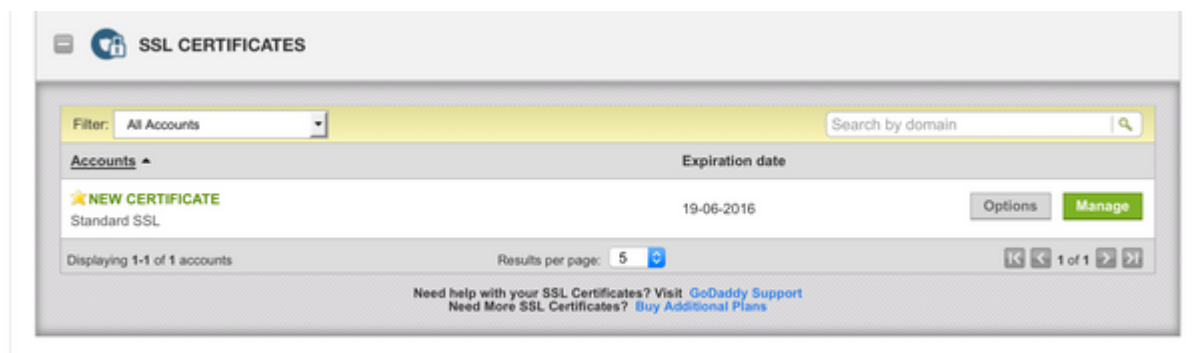 SSL CERTIFICATES
Filter: All Accounts Search by domain
Accounts Expiration date
NEW CERTIFICATE
Standard SSL
19-06-2016 Options Manage
Displaying 1-1 of 1 accounts Results per page: 5 1 of 1
Need help with your SSL Certificates? Visit GoDaddy Support
Need More SSL Certificates? Buy Additional Plans